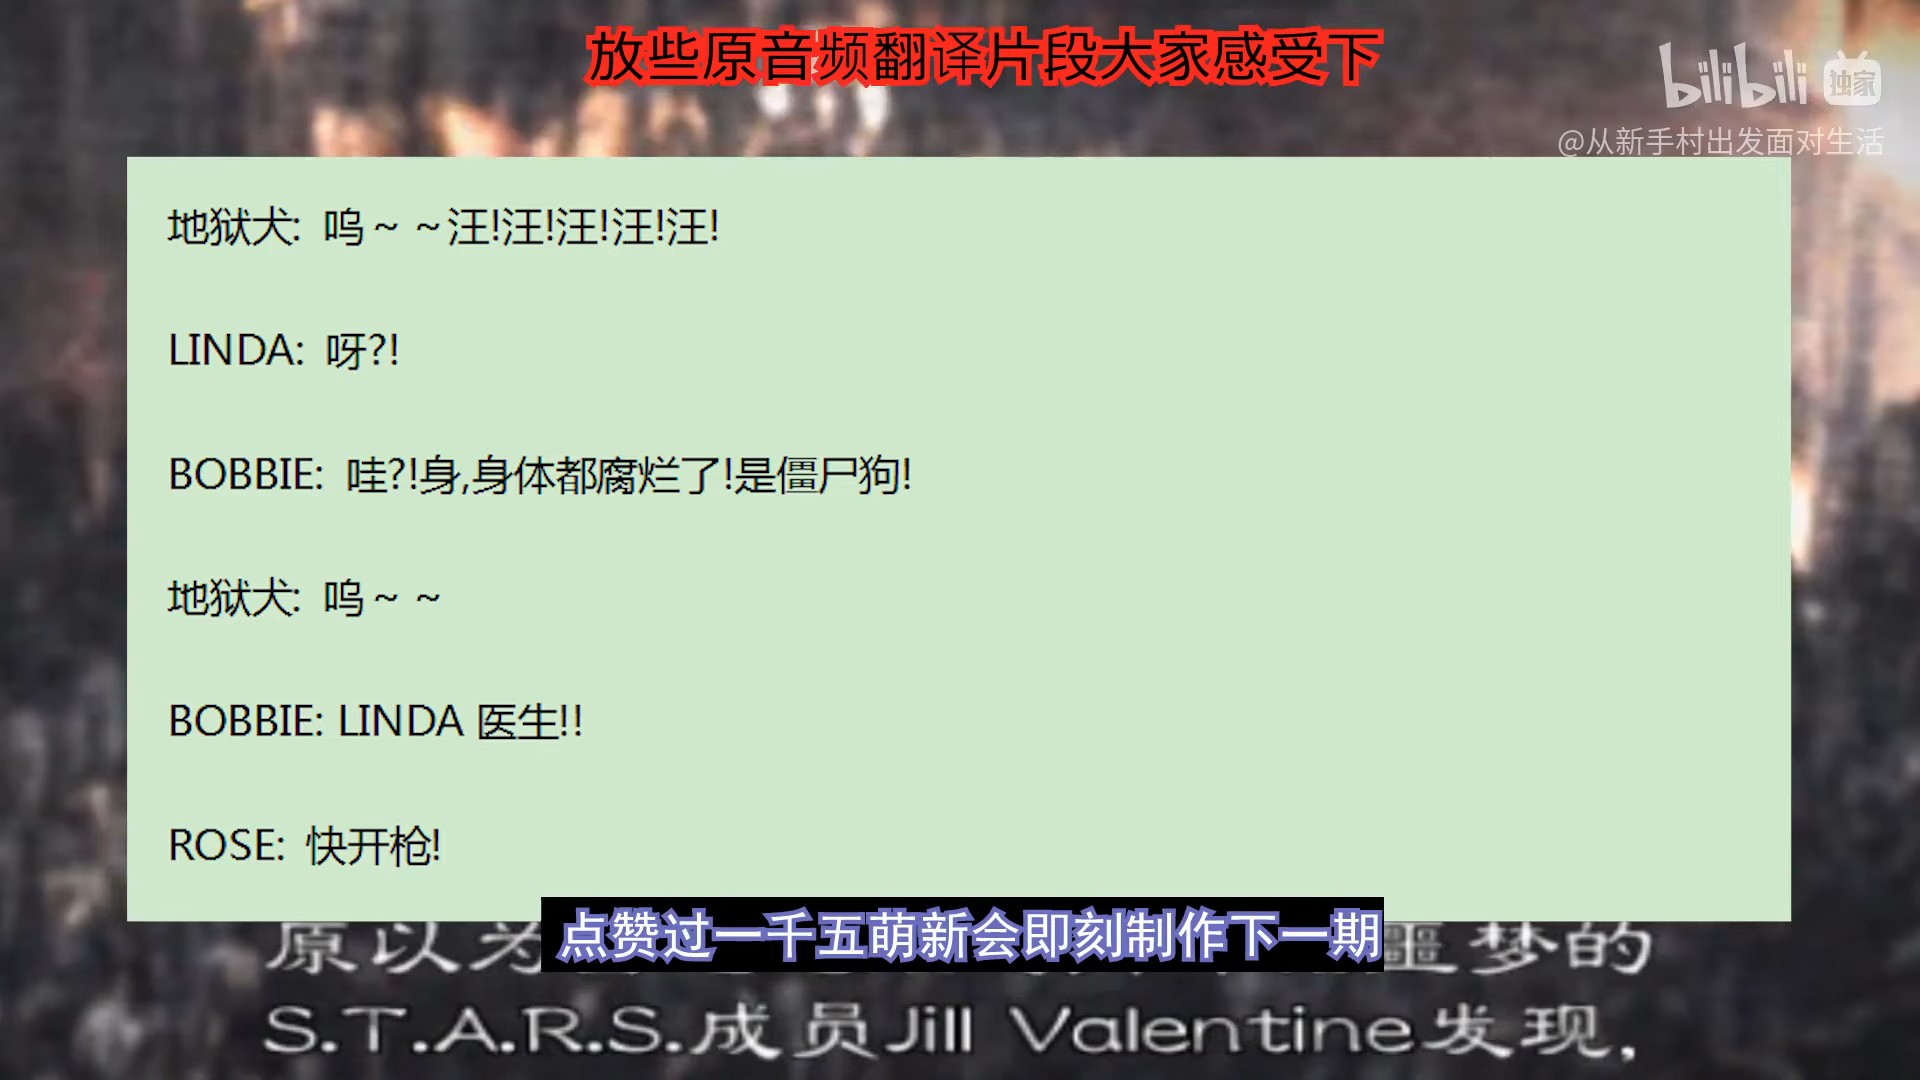 放些原音频翻译片段大家感受下
bilibili 独家
@从新手村出发面对生活
地狱犬: 呜~ ~汪!汪!汪!汪!汪!
LINDA: 呀?!
BOBBIE: 哇?!身,身体都腐烂了!是僵尸狗!
地狱犬: 呜~ ~
BOBBIE: LINDA 医生!!
ROSE: 快开枪!
点赞过一千五萌新会即刻制作下一期
原以为 噩梦的
S.T.A.R.S.成员Jill Valentine发现,